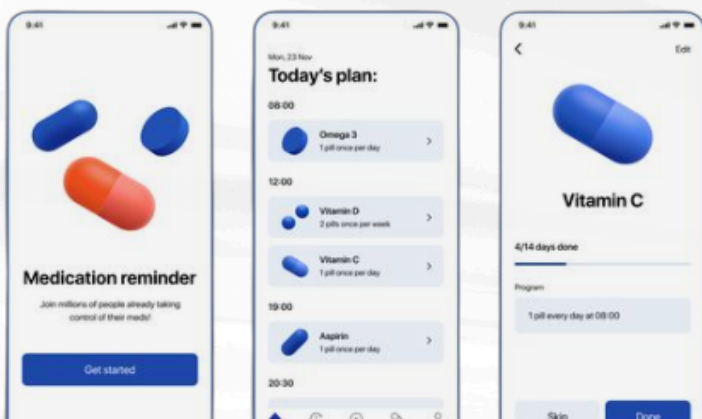 9:41
Medication reminder
Join millions of people already taking
control of their meds!
Get started
9:41
Mon, 23 Nov
Today's plan:
08:00
Omega 3
1 pill once per day
12:00
Vitamin D
2 pills once per week
Vitamin C
1 pill once per day
19:00
Aspirin
1 pill once per day
20:30
9:41
Edit
Vitamin C
4/14 days done
Program
1 pill every day at 08:00
Skip
Done